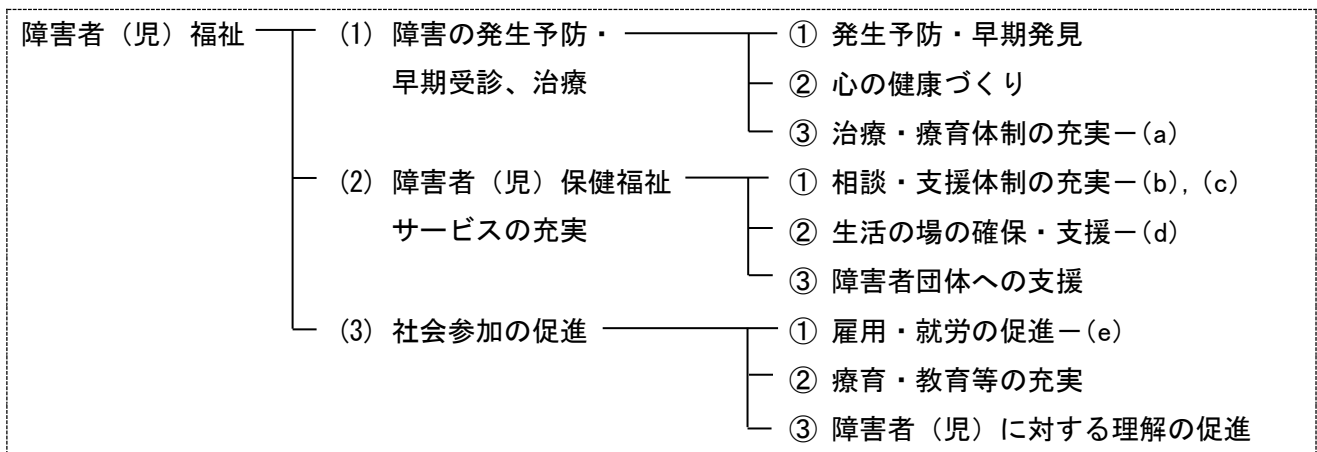 障害者（児）福祉 (1) 障害の発生予防・ ① 発生予防・早期発見
早期受診、治療 ② 心の健康づくり
③ 治療・療育体制の充実－(a)
(2) 障害者（児）保健福祉 ① 相談・支援体制の充実－(b), (c)
サービスの充実 ② 生活の場の確保・支援－(d)
③ 障害者団体への支援
(3) 社会参加の促進 ① 雇用・就労の促進－(e)
② 療育・教育等の充実
③ 障害者（児）に対する理解の促進